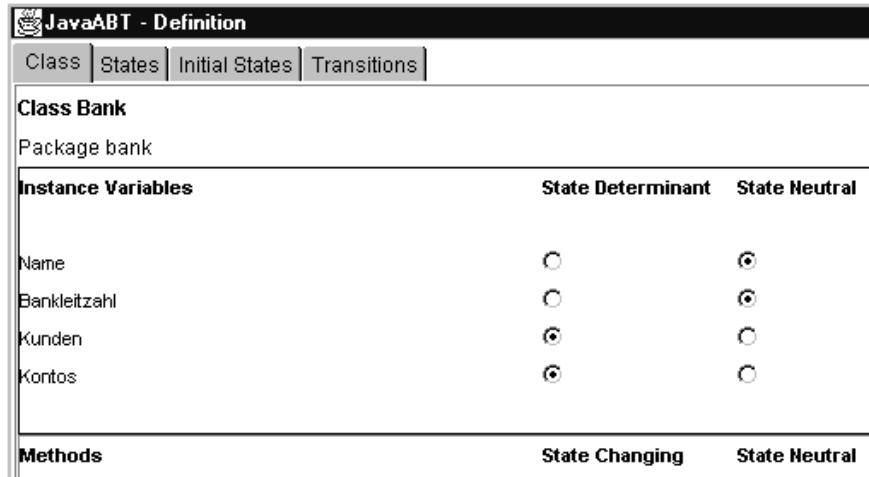 JavaABT - Definition
Class States Initial States Transitions
Class Bank
Package bank
Instance Variables State Determinant State Neutral
Name
Bankleitzahl
Kunden
Kontos
Methods State Changing State Neutral